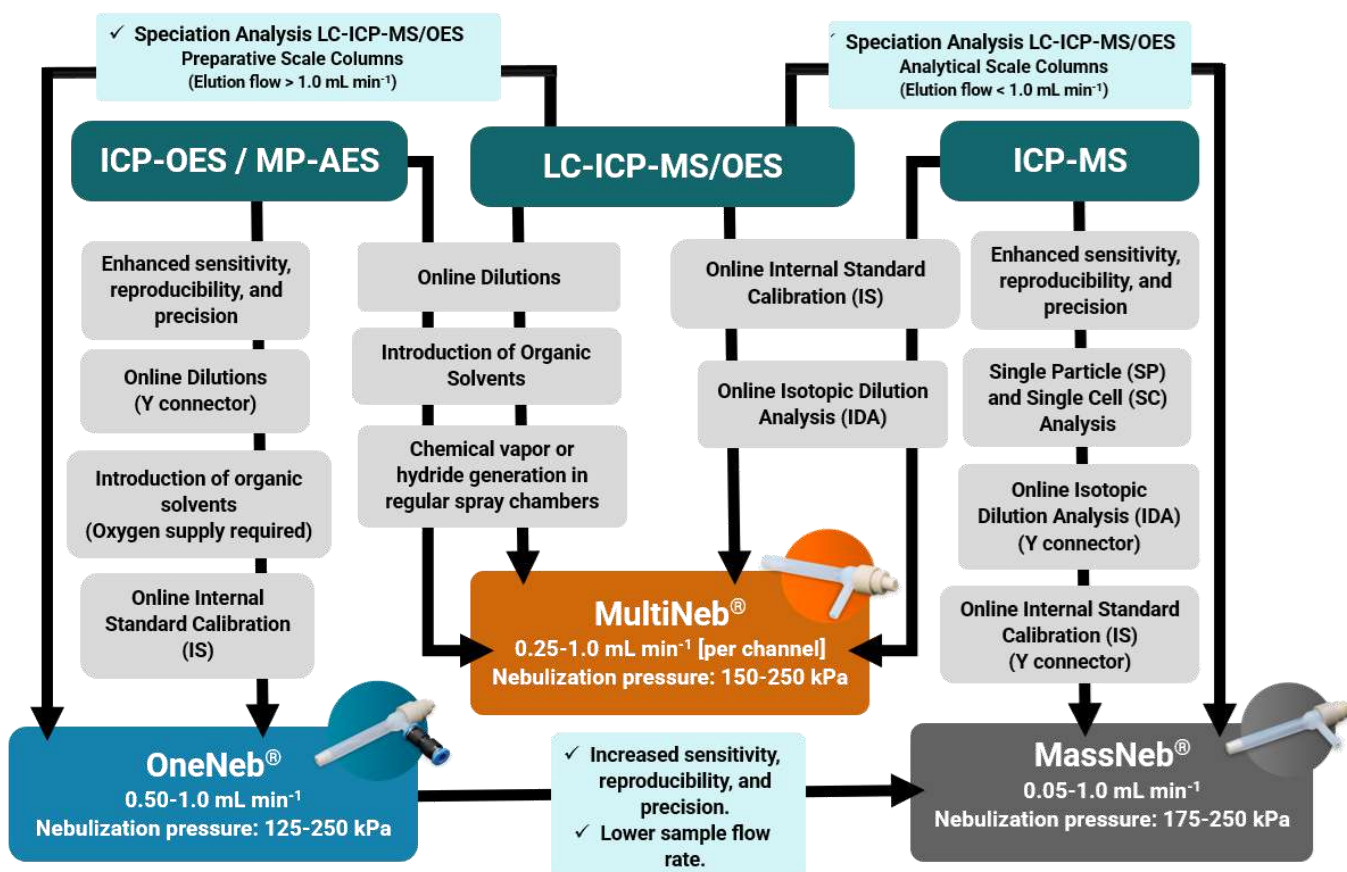 ✓ Speciation Analysis LC-ICP-MS/OES
Preparative Scale Columns
(Elution flow > 1.0 mL min⁻¹)
✓ Speciation Analysis LC-ICP-MS/OES
Analytical Scale Columns
(Elution flow < 1.0 mL min⁻¹)
ICP-OES / MP-AES
LC-ICP-MS/OES
ICP-MS
Enhanced sensitivity,
reproducibility, and
precision
Online Dilutions
(Y connector)
Introduction of organic
solvents
(Oxygen supply required)
Online Internal
Standard Calibration
(IS)
Online Dilutions
Introduction of Organic
Solvents
Chemical vapor or
hydride generation in
regular spray chambers
Online Internal Standard
Calibration (IS)
Online Isotopic Dilution
Analysis (IDA)
Enhanced sensitivity,
reproducibility, and
precision
Single Particle (SP)
and Single Cell (SC)
Analysis
Online Isotopic
Dilution Analysis (IDA)
(Y connector)
Online Internal Standard
Calibration (IS)
(Y connector)
MultiNeb®
0.25-1.0 mL min⁻¹ [per channel]
Nebulization pressure: 150-250 kPa
OneNeb®
0.50-1.0 mL min⁻¹
Nebulization pressure: 125-250 kPa
✓ Increased sensitivity,
reproducibility, and
precision.
✓ Lower sample flow
rate.
MassNeb®
0.05-1.0 mL min⁻¹
Nebulization pressure: 175-250 kPa